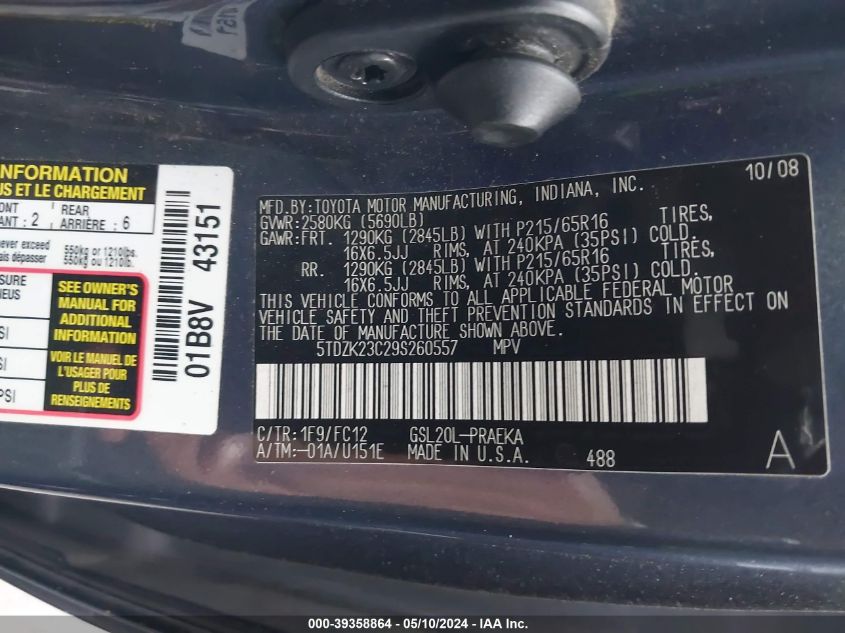 INFORMATION
US ET LE CHARGEMENT
ONT
ANT: 2
REAR
ARRIÈRE: 6
never exceed
ais dépasser
550kg or 1210lbs.
550 kg ou 1210lb.
SURE
NEUS
SI
SI
PSI
SEE OWNER'S
MANUAL FOR
ADDITIONAL
INFORMATION
VOIR LE MANUEL DE
L'USAGER POUR PLUS DE
RENSEIGNEMENTS
01B8V 43151
10/08
MFD.BY:TOYOTA MOTOR MANUFACTURING, INDIANA, INC.
GVWR:2580KG (5690LB)
GAWR:FRT. 1290KG (2845LB) WITH P215/65R16 TIRES,
16X6.5JJ RIMS, AT 240KPA (35PSI) COLD.
RR. 1290KG (2845LB) WITH P215/65R16 TIRES,
16X6.5JJ RIMS, AT 240KPA (35PSI) COLD.
THIS VEHICLE CONFORMS TO ALL APPLICABLE FEDERAL MOTOR
VEHICLE SAFETY AND THEFT PREVENTION STANDARDS IN EFFECT ON
THE DATE OF MANUFACTURE SHOWN ABOVE.
5TDZK23C29S260557 MPV
C/TR:1F9/FC12 GSL20L-PRAEKA
A/TM:-01A/U151E MADE IN U.S.A. 488 A
000-39358864 - 05/10/2024 - IAA Inc.